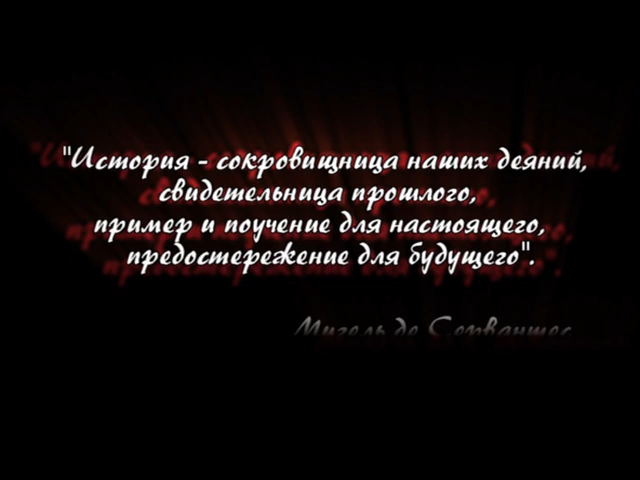 "История - сокровищница наших деяний,
свидетельница прошлого,
пример и поучение для настоящего,
предостережение для будущего".
Мигель де Сервантес